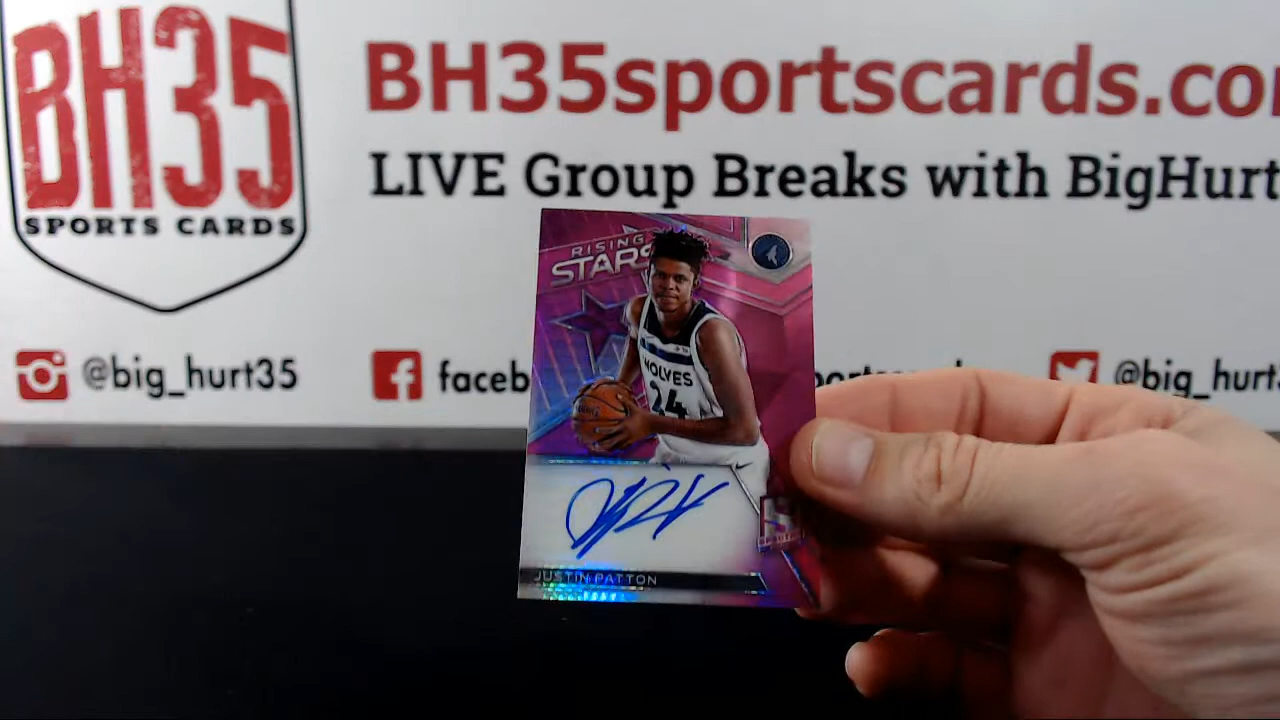 BH35
SPORTS CARDS
BH35sportscards.co
LIVE Group Breaks with BigHurt
@big_hurt35
faceb
@big_hurt
RISING
STARS
WOLVES
24
JUSTIN PATTON